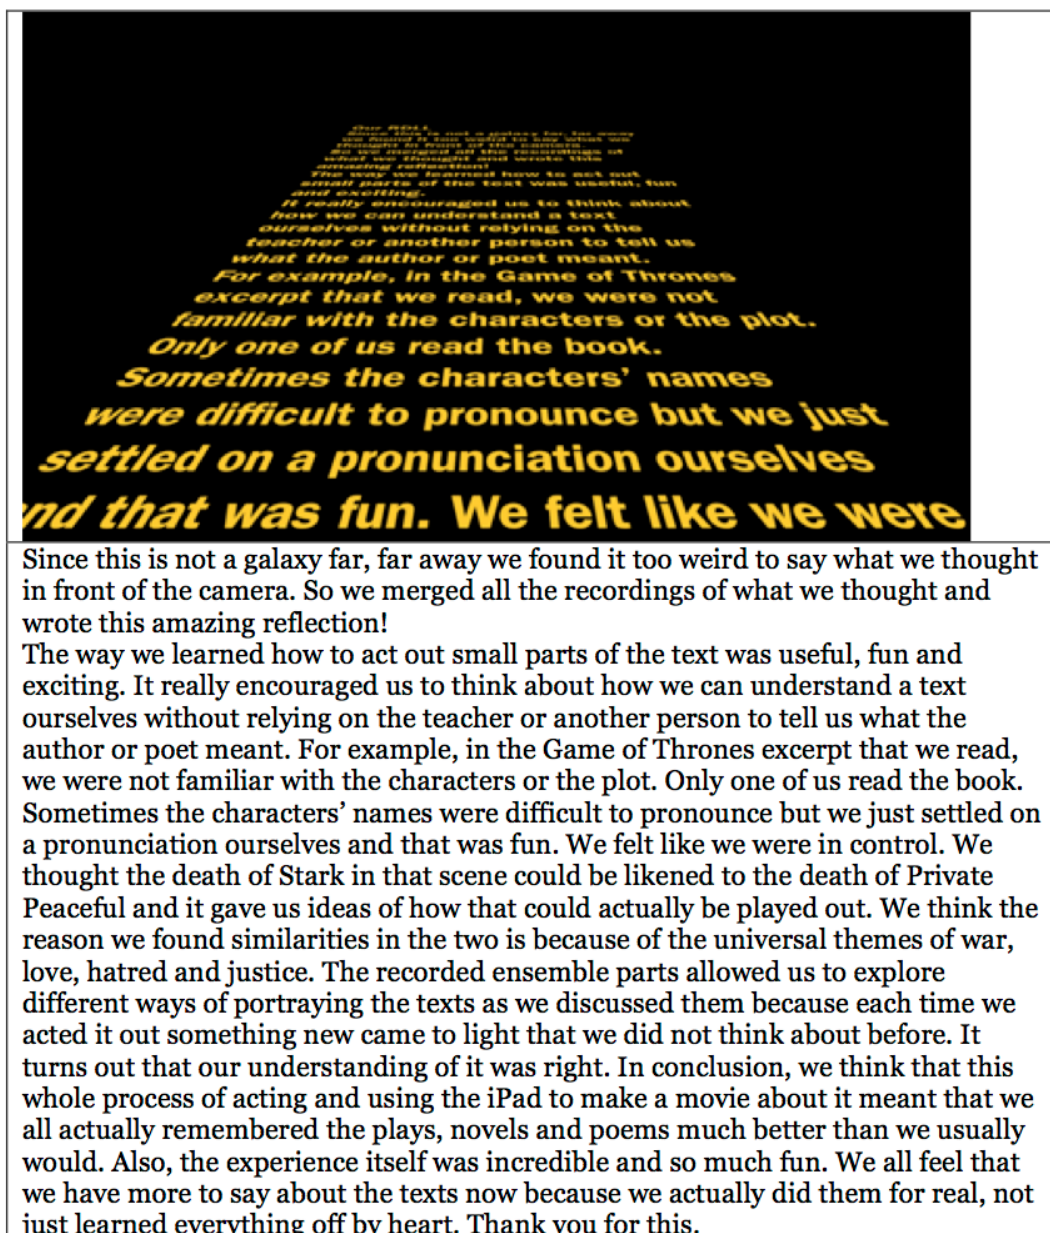 Our ROLL
Since this is not a galaxy far, far away
we found it too weird to say what we
thought in front of the camera.
So we merged all the recordings of
what we thought and wrote this
amazing reflection!
The way we learned how to act out
small parts of the text was useful, fun
and exciting.
It really encouraged us to think about
how we can understand a text
ourselves without relying on the
teacher or another person to tell us
what the author or poet meant.
For example, in the Game of Thrones
excerpt that we read, we were not
familiar with the characters or the plot.
Only one of us read the book.
Sometimes the characters’ names
were difficult to pronounce but we just
settled on a pronunciation ourselves
nd that was fun. We felt like we were
Since this is not a galaxy far, far away we found it too weird to say what we thought
in front of the camera. So we merged all the recordings of what we thought and
wrote this amazing reflection!
The way we learned how to act out small parts of the text was useful, fun and
exciting. It really encouraged us to think about how we can understand a text
ourselves without relying on the teacher or another person to tell us what the
author or poet meant. For example, in the Game of Thrones excerpt that we read,
we were not familiar with the characters or the plot. Only one of us read the book.
Sometimes the characters’ names were difficult to pronounce but we just settled on
a pronunciation ourselves and that was fun. We felt like we were in control. We
thought the death of Stark in that scene could be likened to the death of Private
Peaceful and it gave us ideas of how that could actually be played out. We think the
reason we found similarities in the two is because of the universal themes of war,
love, hatred and justice. The recorded ensemble parts allowed us to explore
different ways of portraying the texts as we discussed them because each time we
acted it out something new came to light that we did not think about before. It
turns out that our understanding of it was right. In conclusion, we think that this
whole process of acting and using the iPad to make a movie about it meant that we
all actually remembered the plays, novels and poems much better than we usually
would. Also, the experience itself was incredible and so much fun. We all feel that
we have more to say about the texts now because we actually did them for real, not
just learned everything off by heart. Thank you for this.